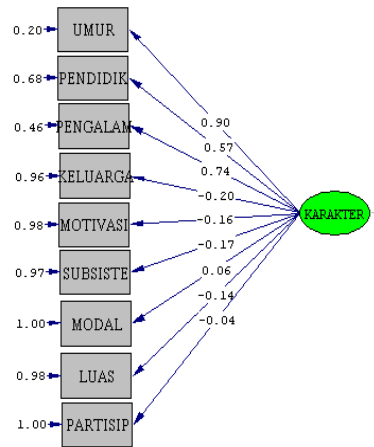 0.20 UMUR
0.90
0.68 PENDIDIK
0.57
0.46 PENGALAM
0.74
0.96 KELUARGA
-0.20
KARAKTER
0.98 MOTIVASI
-0.16
0.97 SUBSISTE
-0.17
1.00 MODAL
0.06
0.98 LUAS
-0.14
1.00 PARTISIP
-0.04